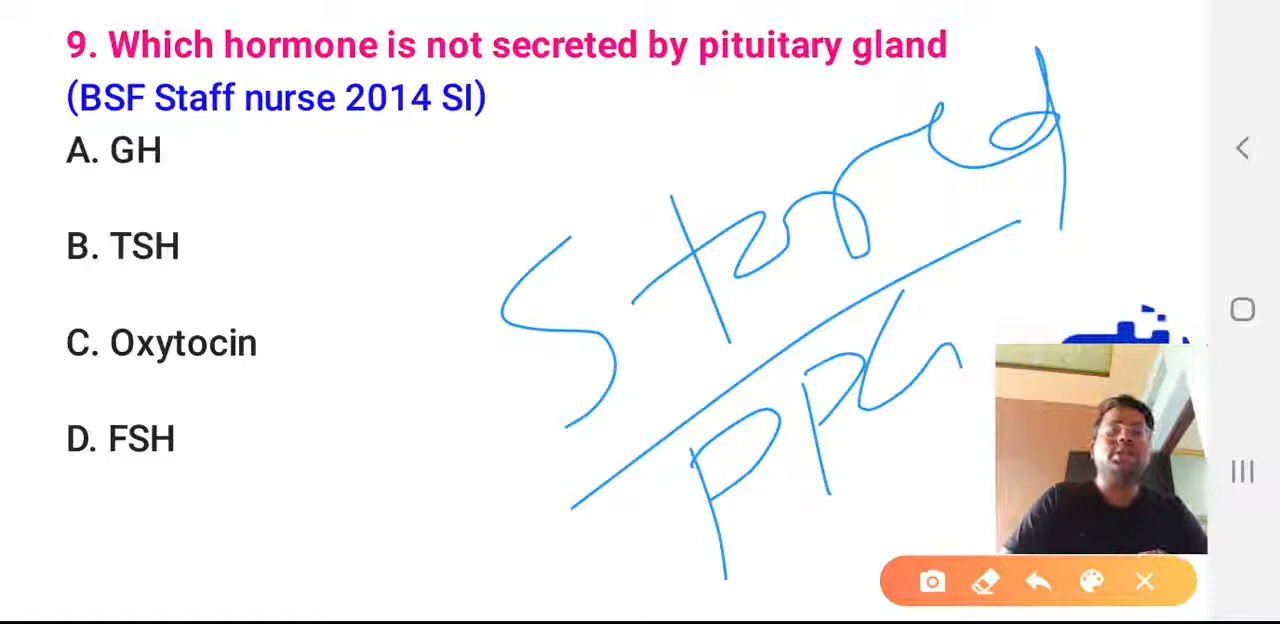 9. Which hormone is not secreted by pituitary gland
(BSF Staff nurse 2014 SI)
A. GH
B. TSH
C. Oxytocin
D. FSH
Stored
PPG